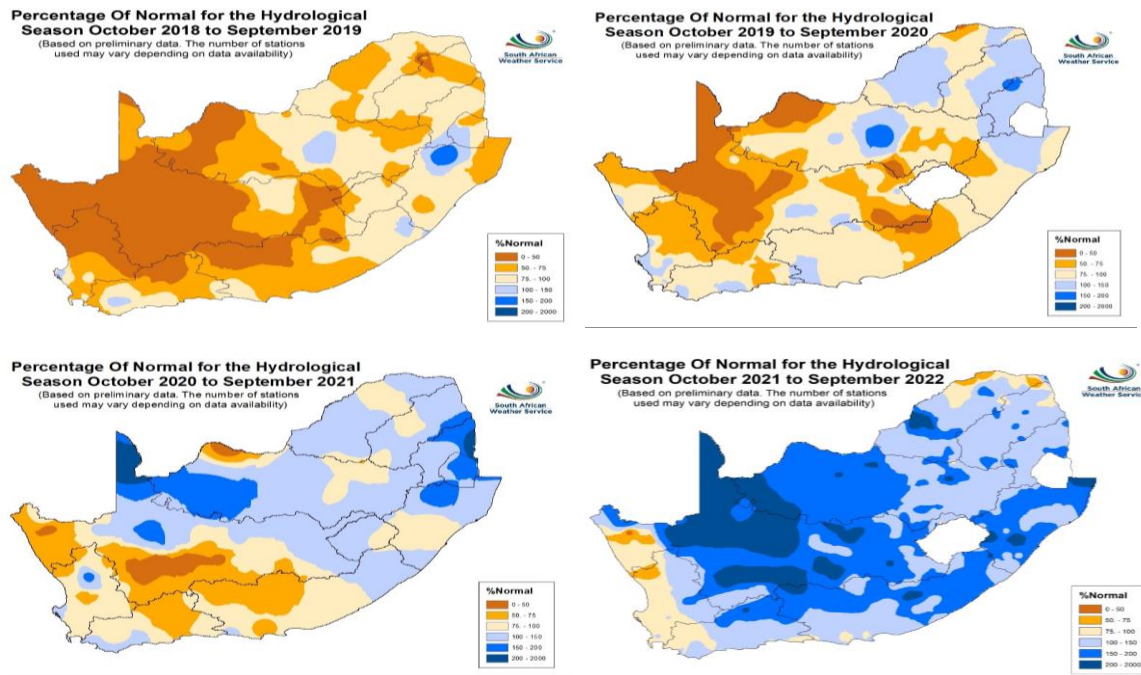 Percentage Of Normal for the Hydrological
Season October 2018 to September 2019
(Based on preliminary data. The number of stations
used may vary depending on data availability)
South African
Weather Service
%Normal
0 - 50
50. - 75
75. - 100
100 - 150
150 - 200
200 - 2000
Percentage Of Normal for the Hydrological
Season October 2019 to September 2020
(Based on preliminary data. The number of stations
used may vary depending on data availability)
South African
Weather Service
%Normal
0 - 50
50. - 75
75. - 100
100 - 150
150 - 200
200 - 2000
Percentage Of Normal for the Hydrological
Season October 2020 to September 2021
(Based on preliminary data. The number of stations
used may vary depending on data availability)
South African
Weather Service
%Normal
0 - 50
50. - 75
75. - 100
100 - 150
150 - 200
200 - 2000
Percentage Of Normal for the Hydrological
Season October 2021 to September 2022
(Based on preliminary data. The number of stations
used may vary depending on data availability)
South African
Weather Service
%Normal
0 - 50
50. - 75
75. - 100
100 - 150
150 - 200
200 - 2000